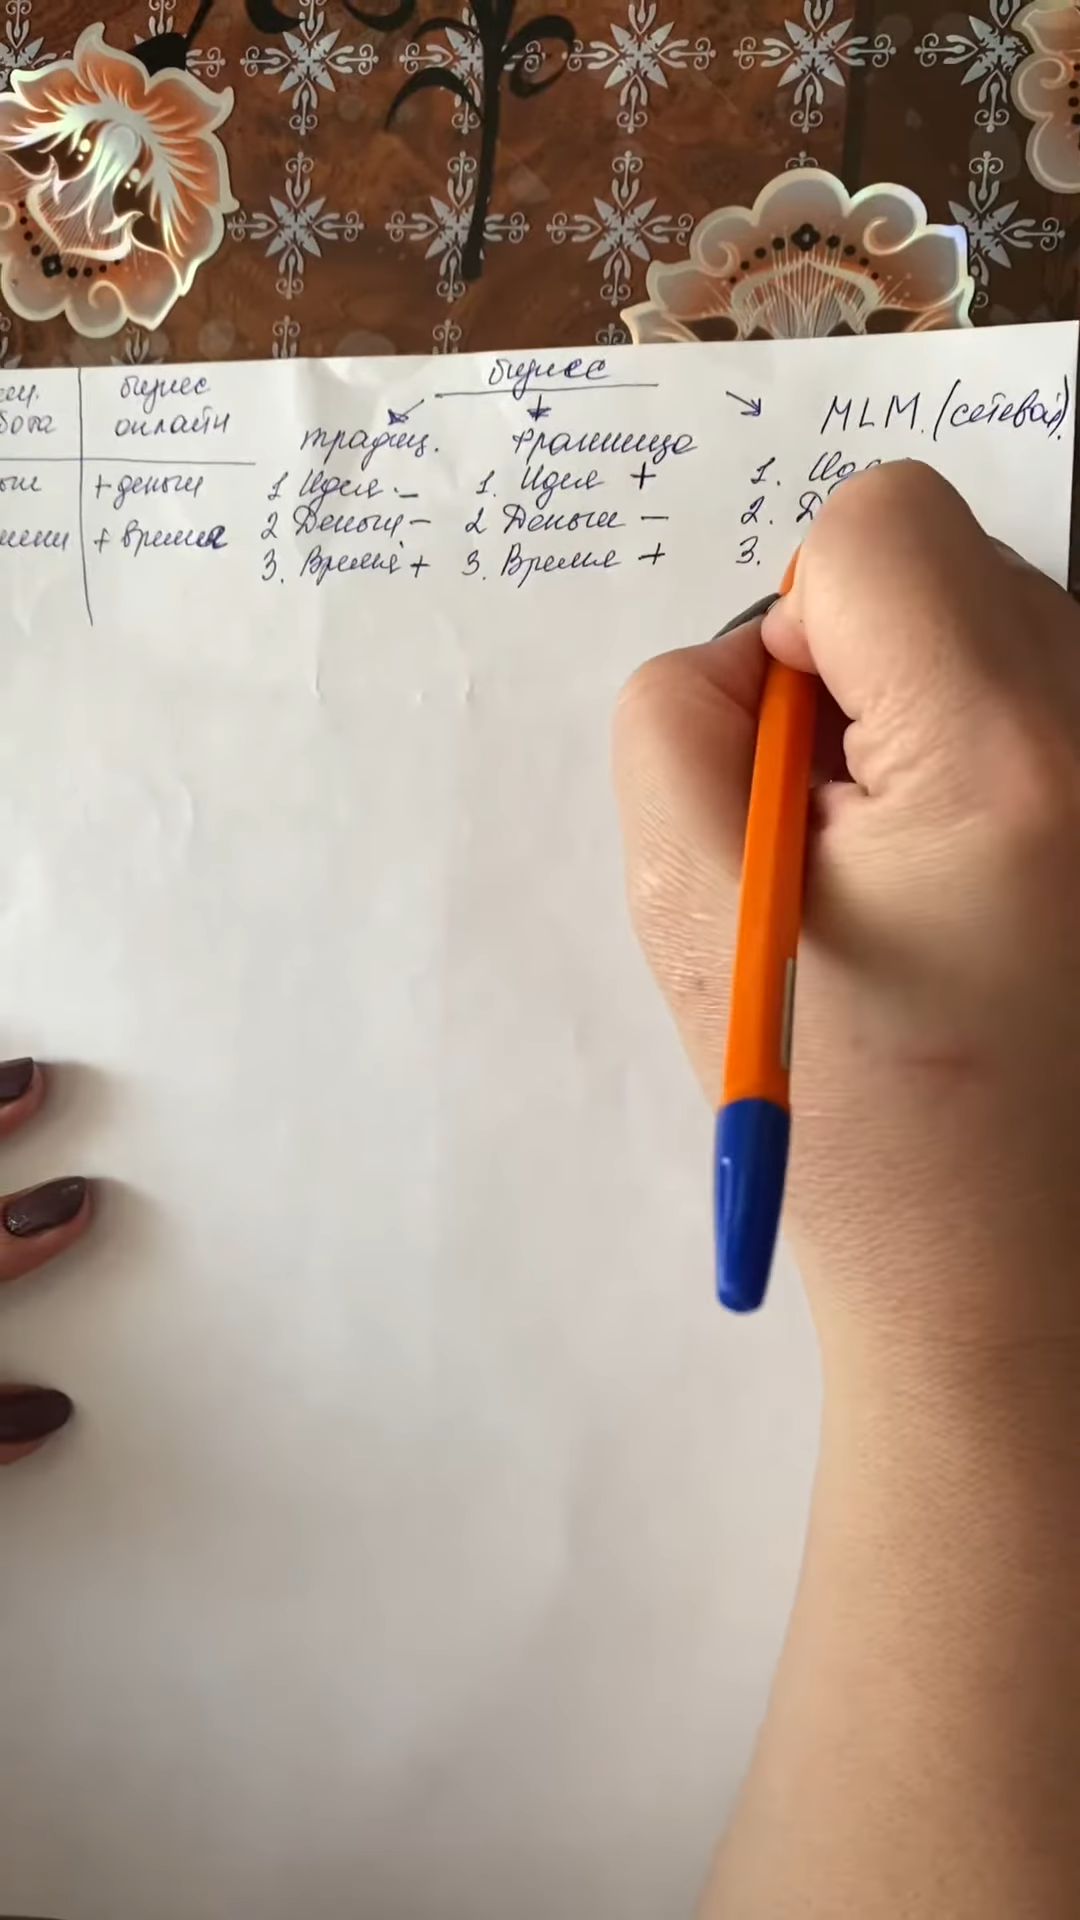 бизнес
бизнес
онлайн
традиц.
франшиза
MLM. (сетевой).
+ деньги
1 Идея -
1. Идея +
1.
+ время
2 Деньги -
2 Деньги -
2.
3. Время +
3. Время +
3.